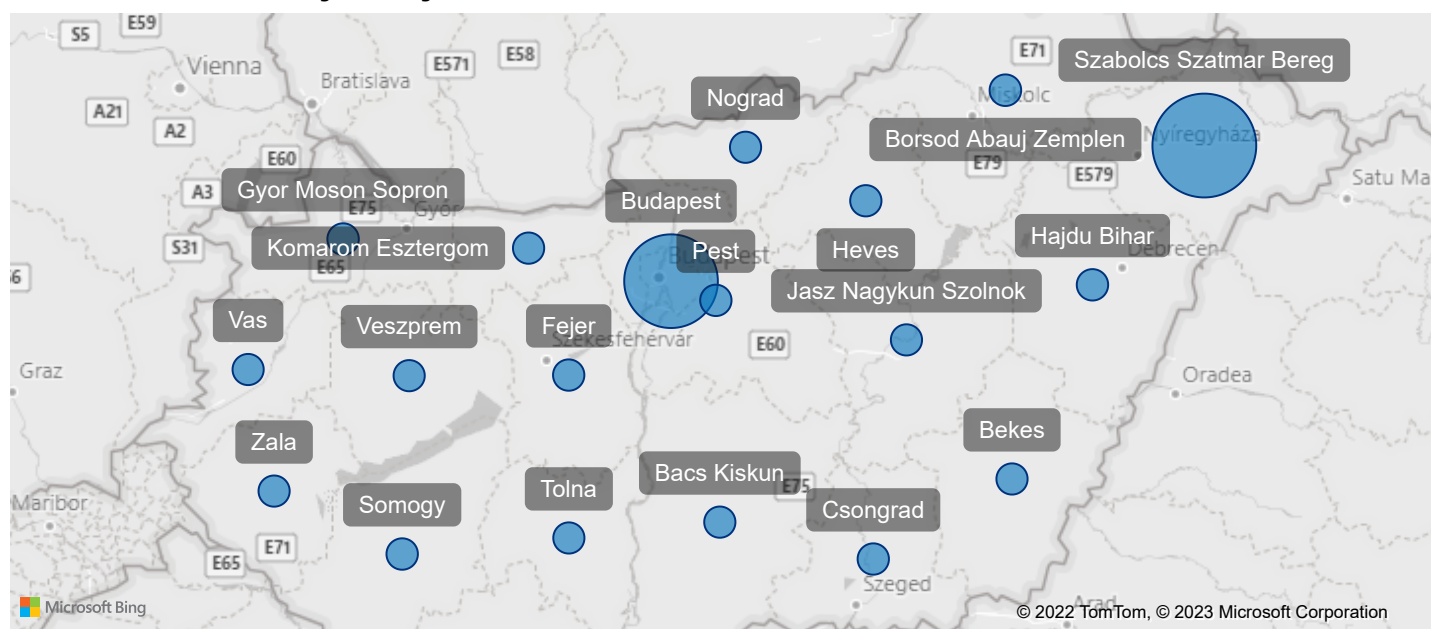 E59
S5
E58
E71
Szabolcs Szatmar Bereg
Vienna
E571
Bratislava
Nograd
Miskolc
A21
A2
Borsod Abauj Zemplen
Nyíregyháza
E60
E79
E579
A3
Gyor Moson Sopron
Satu Ma
E75
Győr
Budapest
S31
Komarom Esztergom
Pest
Budapest
Heves
Hajdu Bihar
Debrecen
E65
Jasz Nagykun Szolnok
Vas
Veszprem
Fejer
Székesfehérvár
E60
Graz
Oradea
Zala
Bekes
Bacs Kiskun
E75
Tolna
Somogy
Csongrad
Maribor
E71
E65
Szeged
Microsoft Bing
Arad
© 2022 TomTom, © 2023 Microsoft Corporation